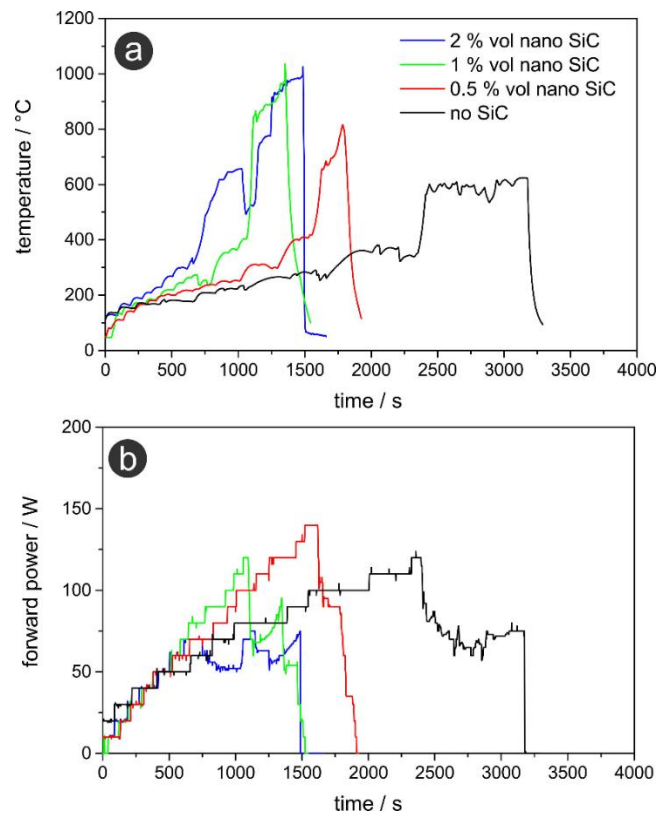 a
2 % vol nano SiC
1 % vol nano SiC
0.5 % vol nano SiC
no SiC
temperature / °C
1200
1000
800
600
400
200
0
0 500 1000 1500 2000 2500 3000 3500 4000
time / s
b
forward power / W
200
150
100
50
0
0 500 1000 1500 2000 2500 3000 3500 4000
time / s